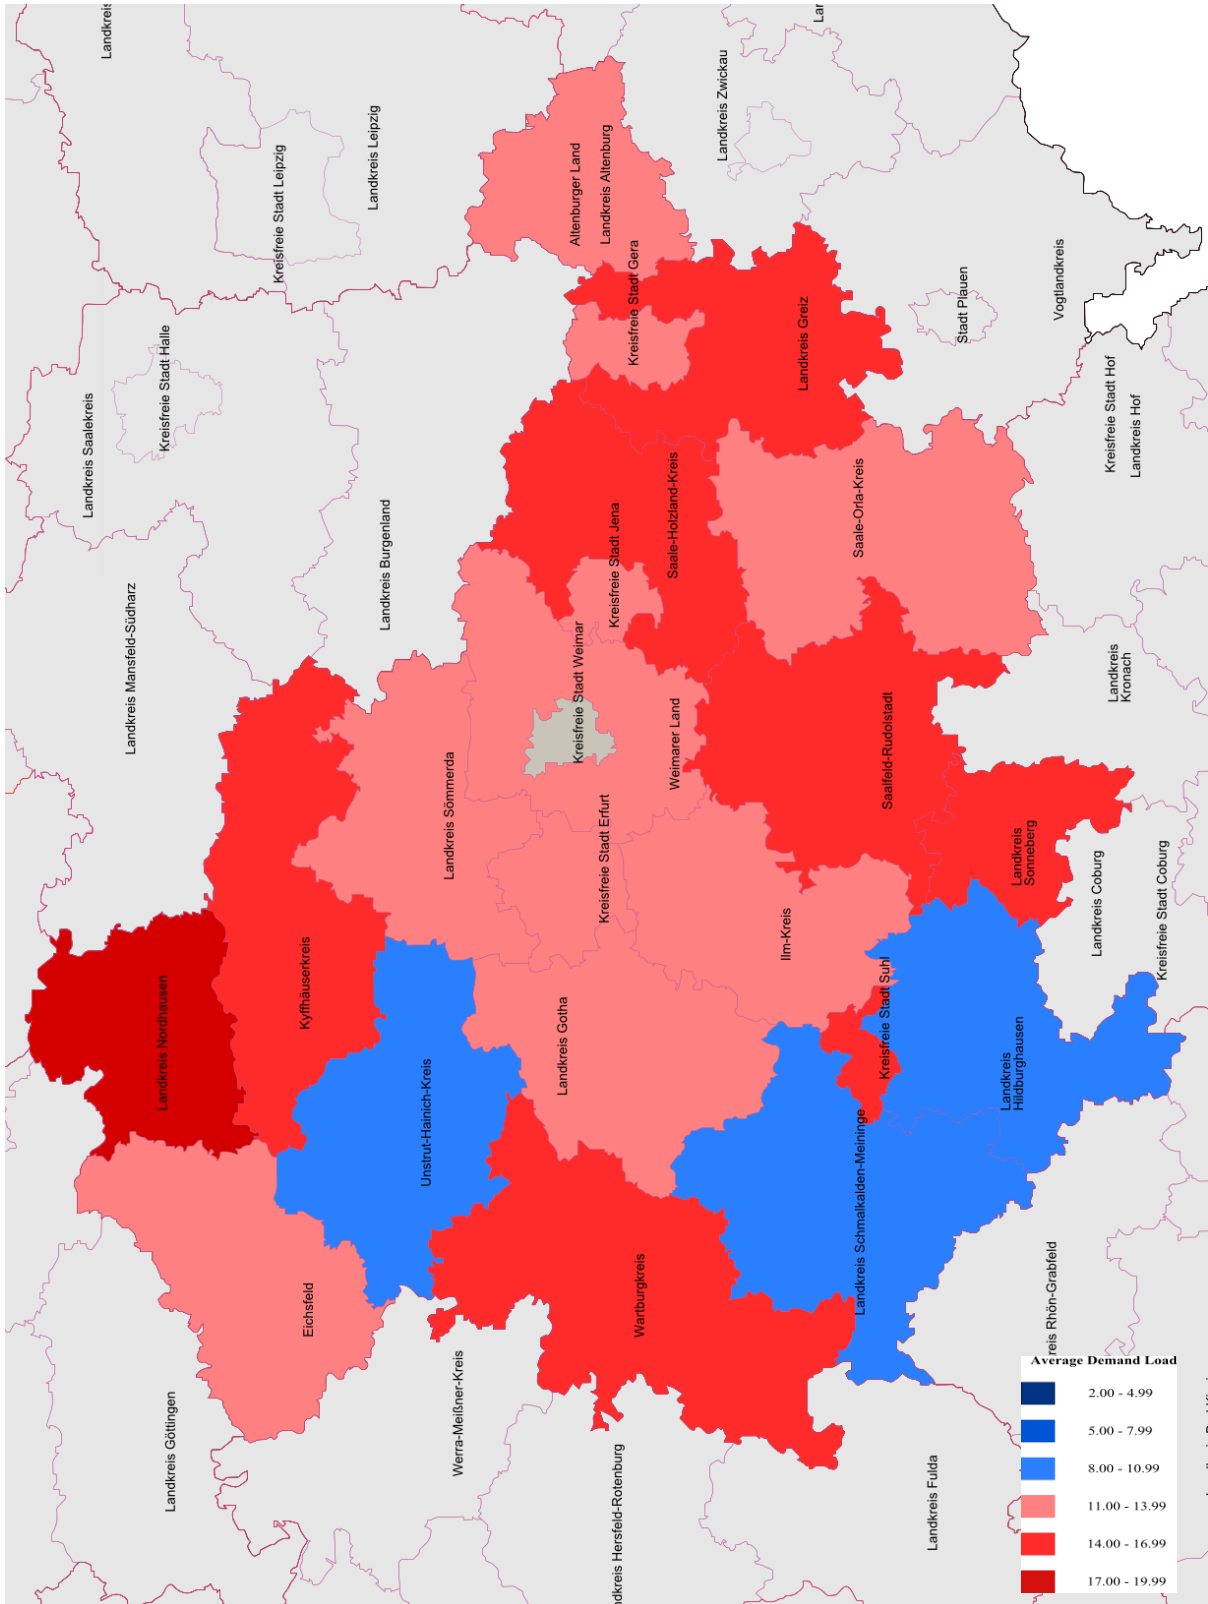 Landkreis
Landkreis Leipzig
Kreisfreie Stadt Leipzig
Landkreis Zwickau
Altenburger Land
Landkreis Altenburg
Kreisfreie Stadt Gera
Landkreis Greiz
Stadt Plauen
Vogtlandkreis
Kreisfreie Stadt Hof
Landkreis Hof
Kreisfreie Stadt Halle
Landkreis Saalekreis
Landkreis Burgenland
Landkreis Mansfeld-Südharz
Saale-Orla-Kreis
Saale-Holzland-Kreis
Kreisfreie Stadt Jena
Kreisfreie Stadt Weimar
Weimarer Land
Saalfeld-Rudolstadt
Landkreis
Kronach
Landkreis
Sonneberg
Landkreis Coburg
Kreisfreie Stadt Coburg
Landkreis Sömmerda
Kreisfreie Stadt Erfurt
Ilm-Kreis
Kyffhäuserkreis
Landkreis Nordhausen
Landkreis Gotha
Kreisfreie Stadt Suhl
Landkreis
Hildburghausen
Unstrut-Hainich-Kreis
Landkreis Schmalkalden-Meininge
Wartburgkreis
Eichsfeld
Landkreis Göttingen
Werra-Meißner-Kreis
ndkreis Hersfeld-Rotenburg
Landkreis Fulda
reis Rhön-Grabfeld
Average Demand Load
2.00 - 4.99
5.00 - 7.99
8.00 - 10.99
11.00 - 13.99
14.00 - 16.99
17.00 - 19.99